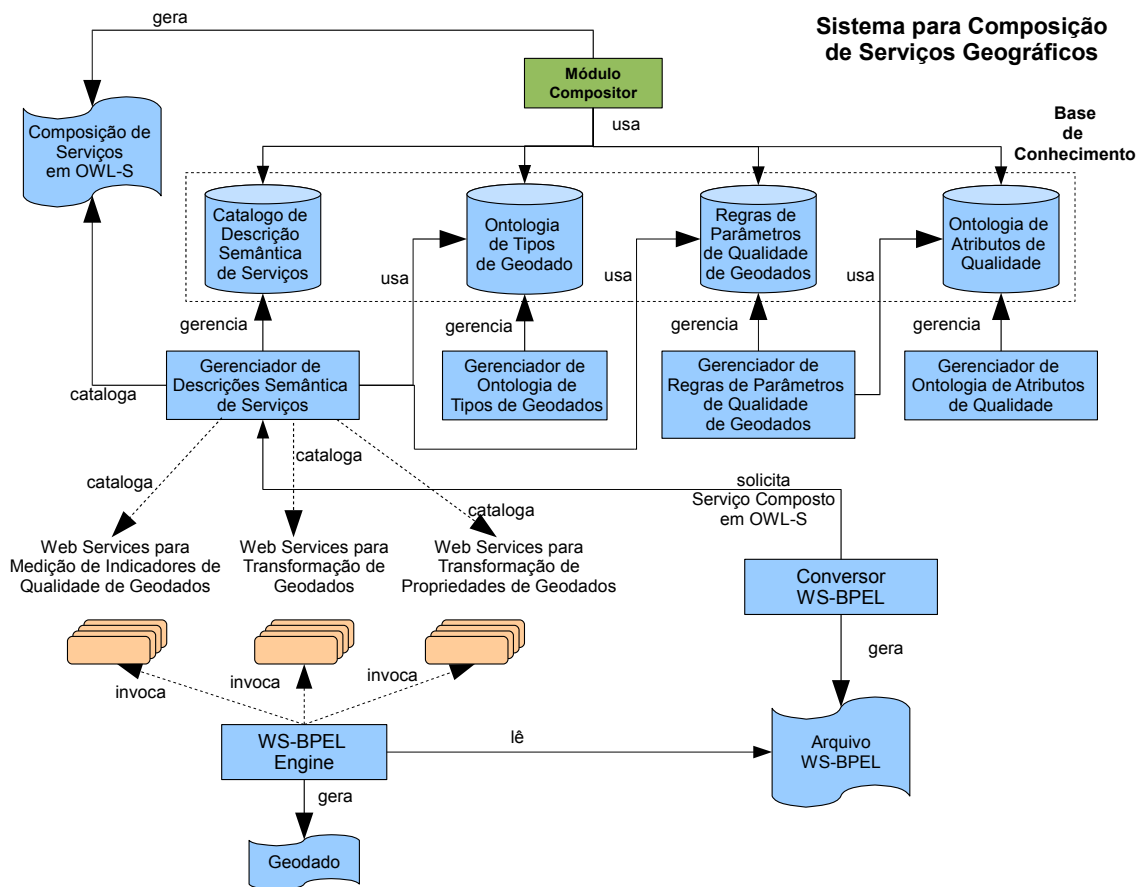 gera
Sistema para Composição
de Serviços Geográficos
Módulo
Compositor
usa
Base
de
Conhecimento
Composição de
Serviços
em OWL-S
Catalogo de
Descrição
Semântica
de Serviços
Ontologia
de Tipos
de Geodado
Regras de
Parâmetros
de Qualidade
de Geodados
Ontologia de
Atributos de
Qualidade
usa
usa
usa
gerencia
gerencia
gerencia
gerencia
cataloga
Gerenciador de
Descrições Semântica
de Serviços
Gerenciador de
Ontologia de
Tipos de Geodados
Gerenciador de
Regras de Parâmetros
de Qualidade
de Geodados
Gerenciador de
Ontologia de Atributos
de Qualidade
cataloga
cataloga
cataloga
solicita
Serviço Composto
em OWL-S
Web Services para
Medição de Indicadores
de Qualidade de Geodados
Web Services para
Transformação de
Geodados
Web Services para
Transformação de
Propriedades de Geodados
Conversor
WS-BPEL
gera
invoca
invoca
invoca
WS-BPEL
Engine
lê
Arquivo
WS-BPEL
gera
Geodado